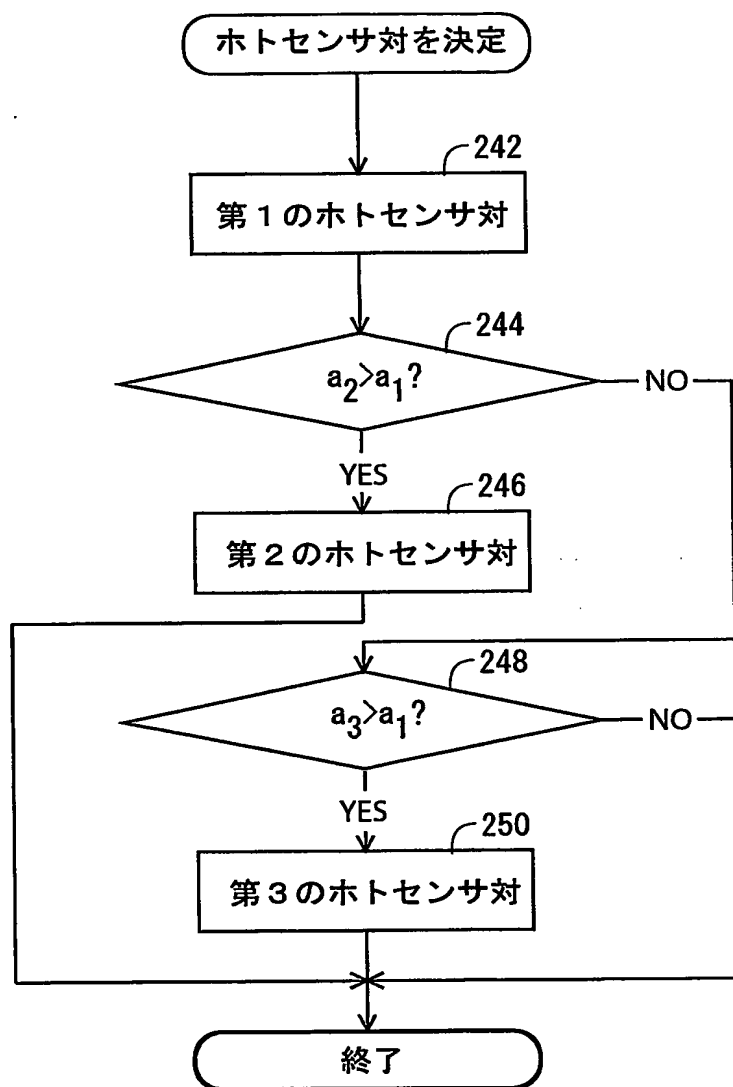 ホトセンサ対を決定
242
第1のホトセンサ対
244
a₂>a₁?
NO
YES
246
第2のホトセンサ対
248
a₃>a₁?
NO
YES
250
第3のホトセンサ対
終了